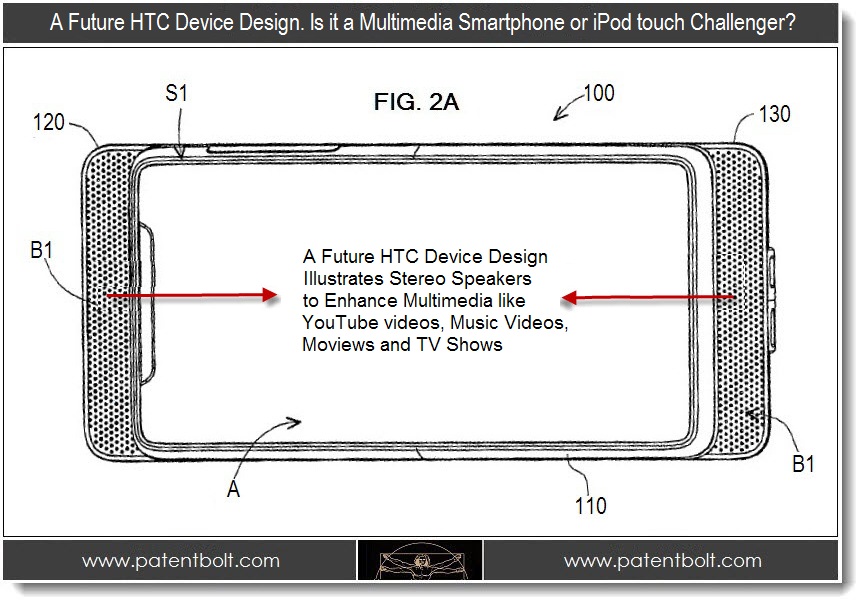 A Future HTC Device Design. Is it a Multimedia Smartphone or iPod touch Challenger?
S1
FIG. 2A
100
120
130
B1
A Future HTC Device Design
Illustrates Stereo Speakers
to Enhance Multimedia like
YouTube videos, Music Videos,
Moviews and TV Shows
A
B1
110
www.patentbolt.com
www.patentbolt.com